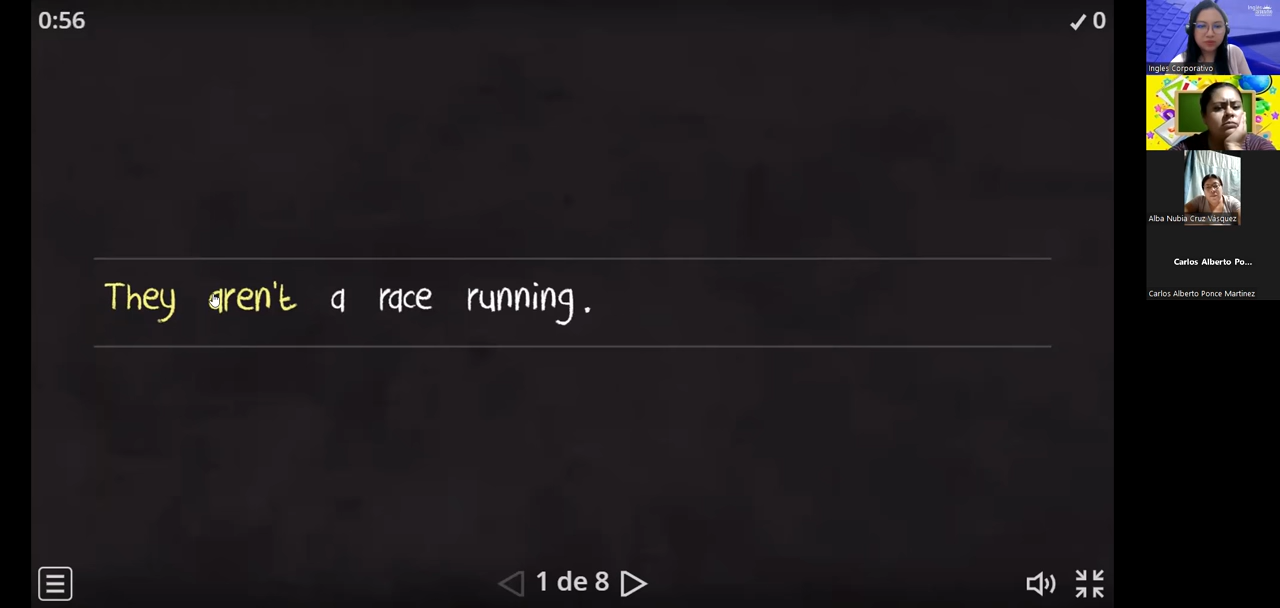 0:56
✓ 0
They aren't a race running.
1 de 8
Ingles Corporativo
Alba Nubia Cruz Vásquez
Carlos Alberto Po...
Carlos Alberto Ponce Martinez